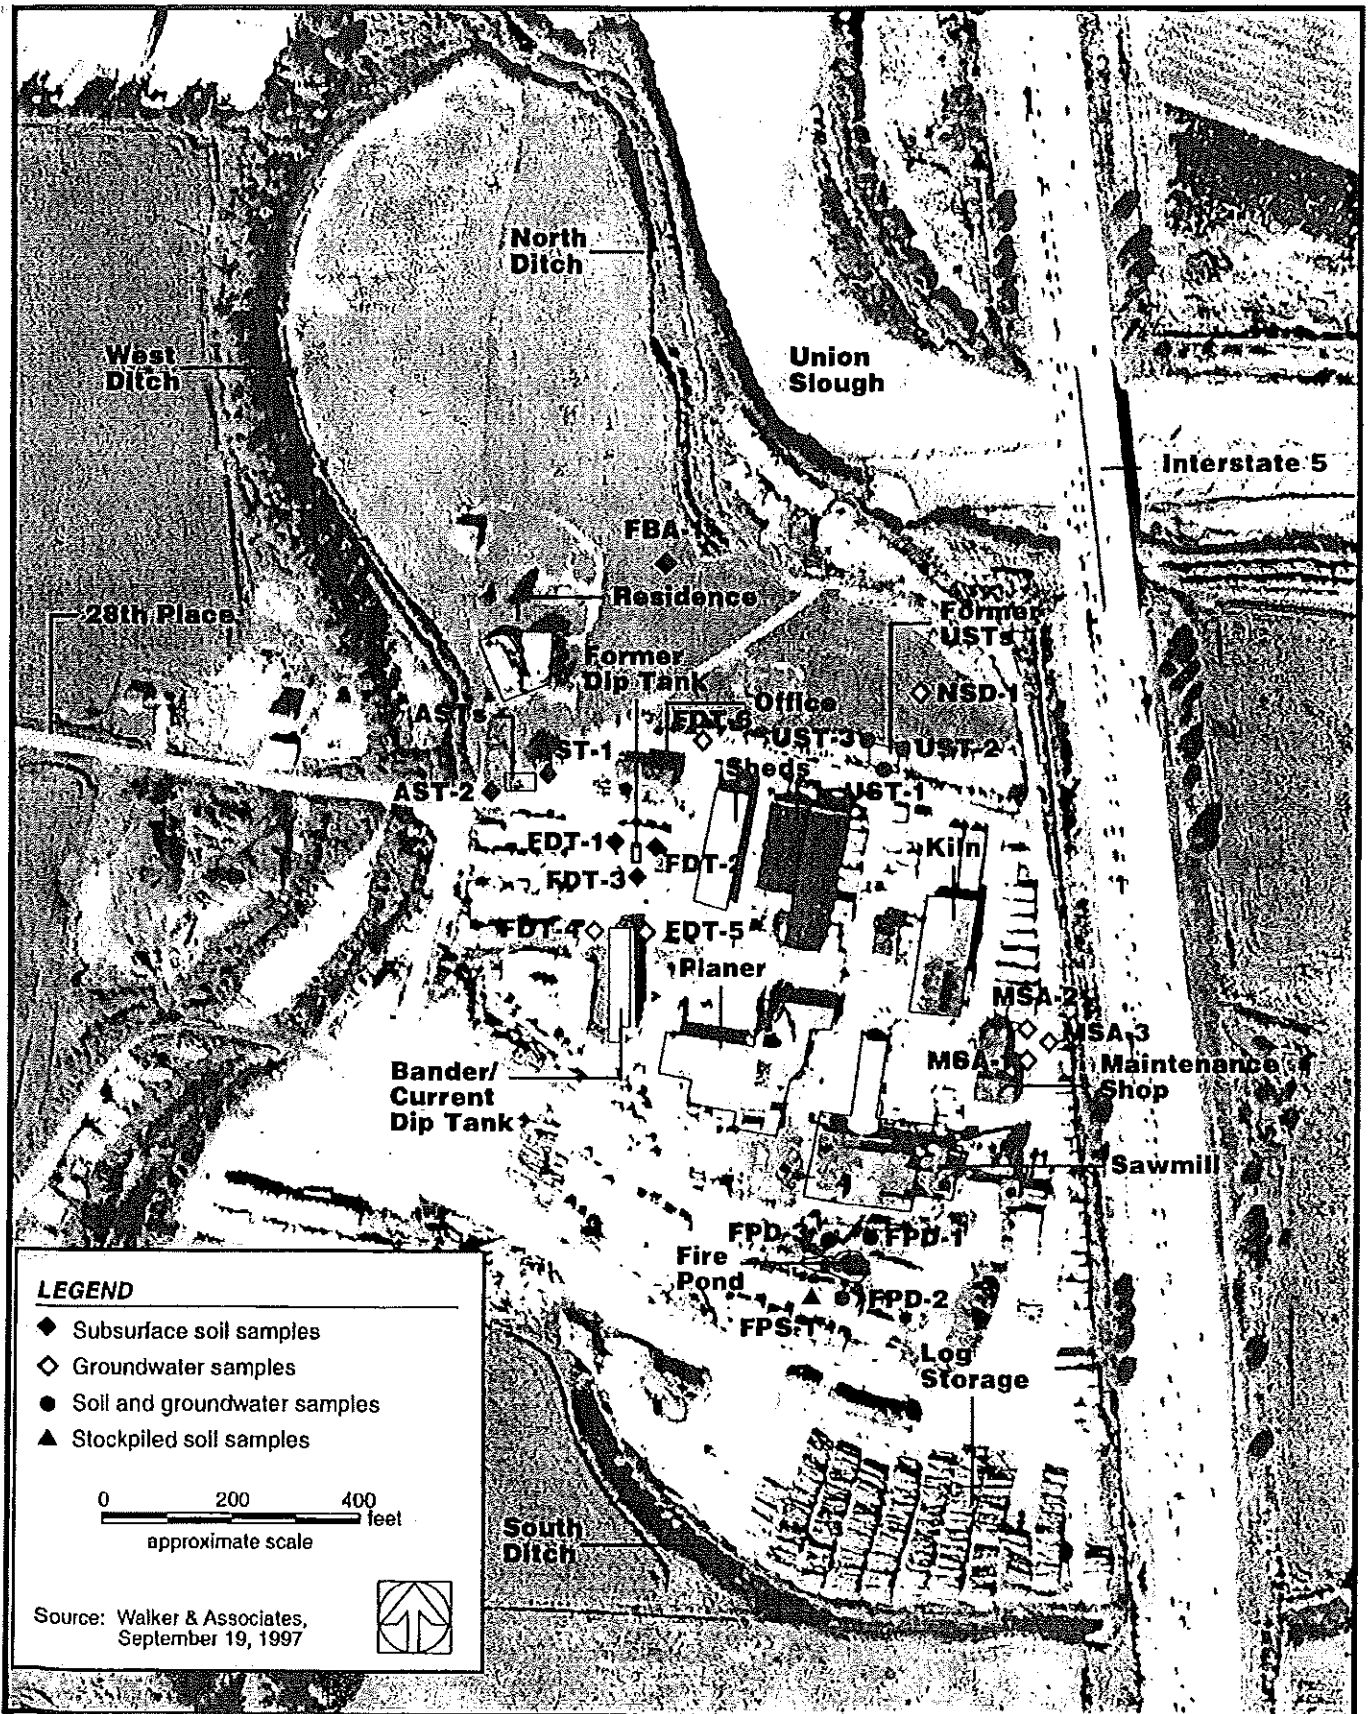 North
Ditch
West
Ditch
Union
Slough
Interstate 5
FBA-1
Residence
28th Place
Former
USTs
Former
Dip Tank
NSD-1
ASTs
Office
FDT-6
UST-3
UST-2
ST-1
Sheds
AST-2
UST-1
FDT-1
FDT-2
Kiln
FDT-3
FDT-4
FDT-5
Planer
MSA-2
MSA-3
MSA-1
Maintenance
Shop
Bander/
Current
Dip Tank
Sawmill
FPD-3
FPD-1
Fire
Pond
FPD-2
FPS-1
Log
Storage
South
Ditch
LEGEND
Subsurface soil samples
Groundwater samples
Soil and groundwater samples
Stockpiled soil samples
0 200 400
feet
approximate scale
Source: Walker & Associates,
September 19, 1997